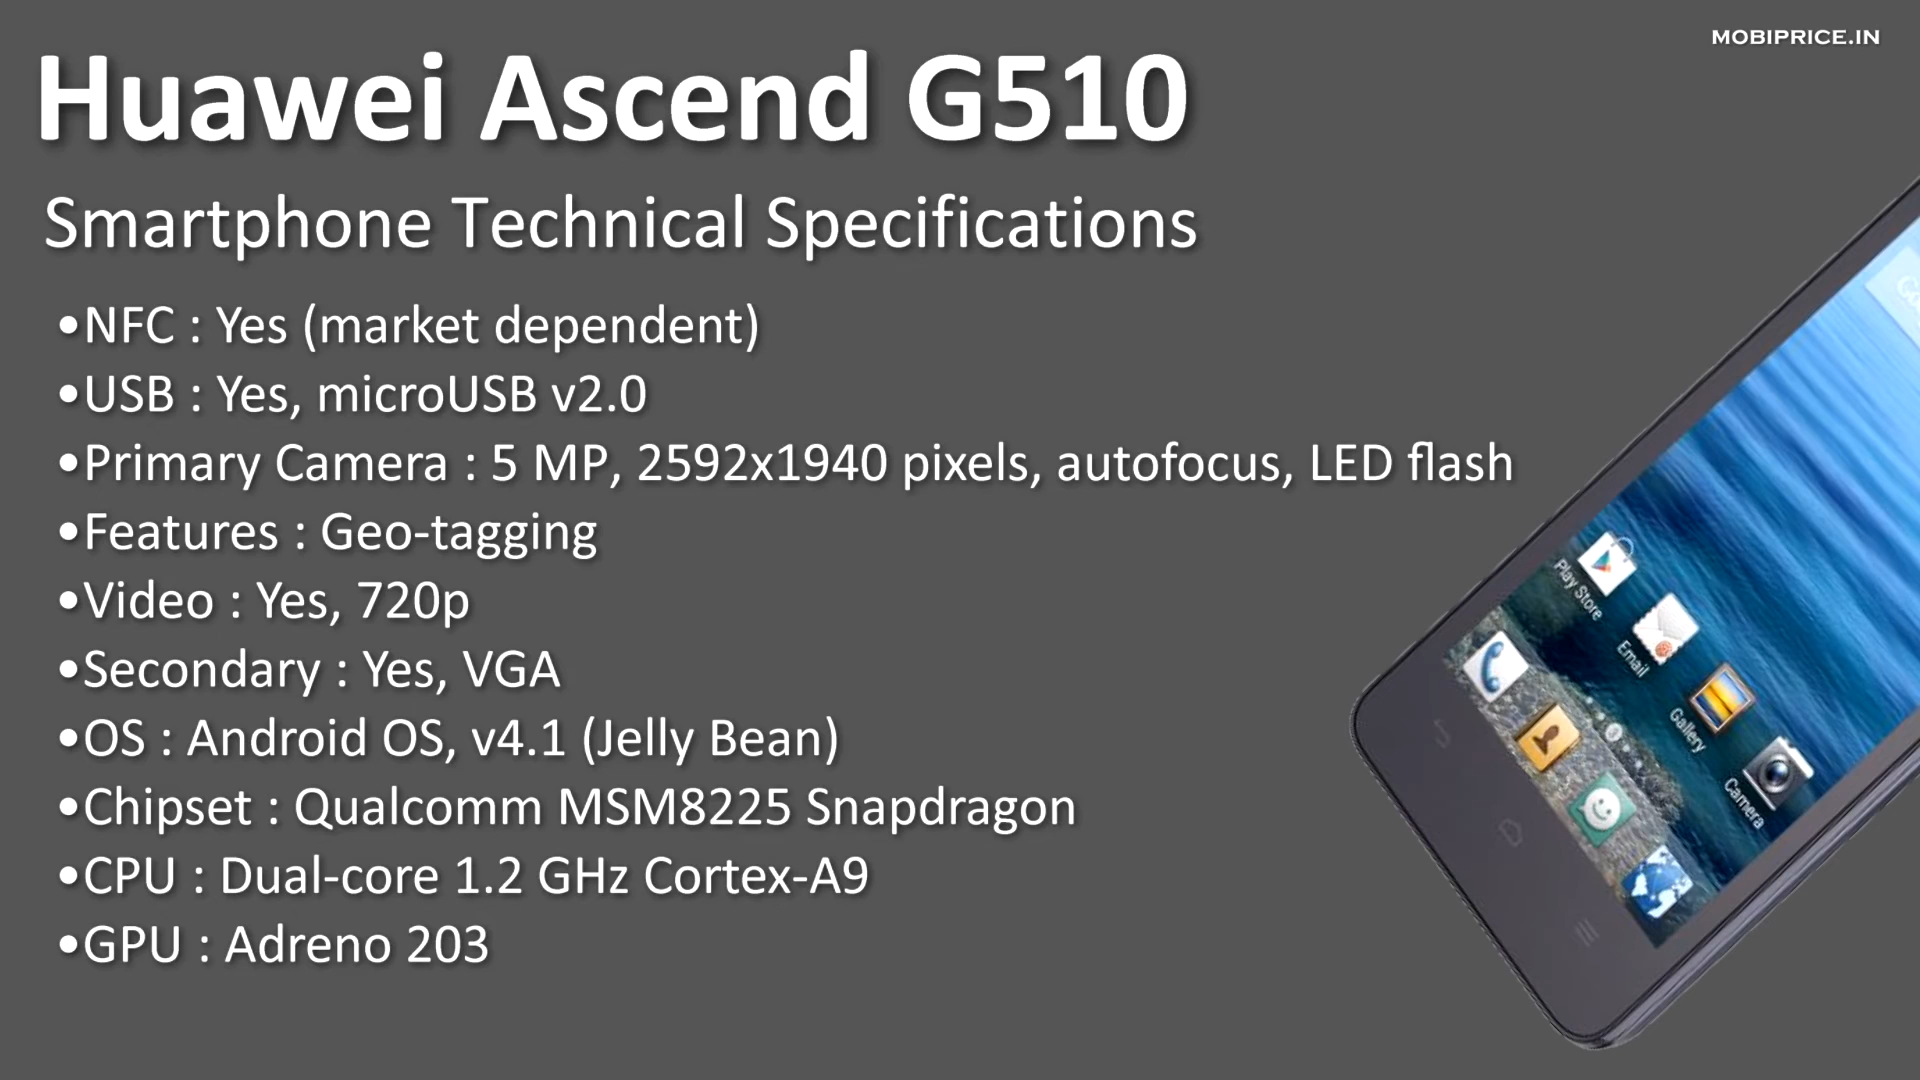 MOBIPRICE.IN
Huawei Ascend G510
Smartphone Technical Specifications
•NFC : Yes (market dependent)
•USB : Yes, microUSB v2.0
•Primary Camera : 5 MP, 2592x1940 pixels, autofocus, LED flash
•Features : Geo-tagging
•Video : Yes, 720p
•Secondary : Yes, VGA
•OS : Android OS, v4.1 (Jelly Bean)
•Chipset : Qualcomm MSM8225 Snapdragon
•CPU : Dual-core 1.2 GHz Cortex-A9
•GPU : Adreno 203
Play Store
Email
Gallery
Camera